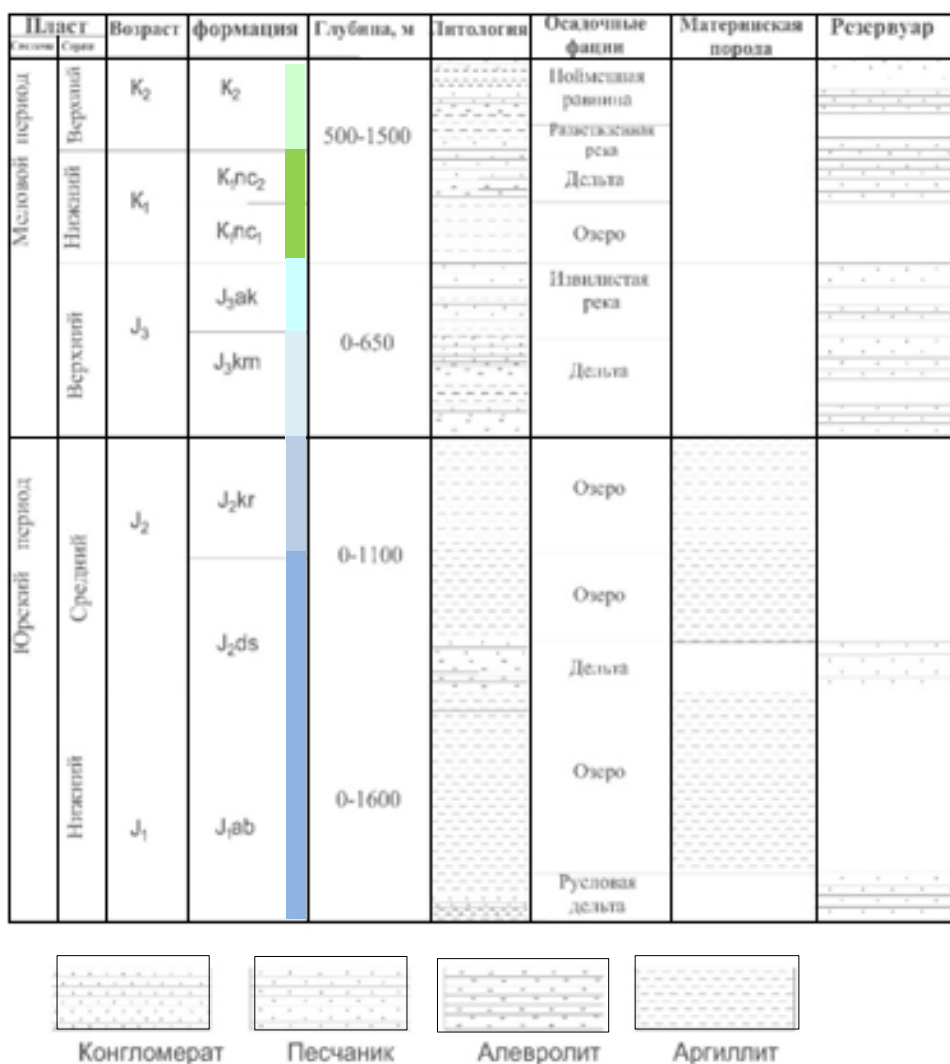 Пласт Возраст формация Глубина, м Литология Осадочные фации Материнская порода Резервуар
Система Серия
Меловой период
Верхний
K₂ K₂
500-1500
Пойменная
равнина
Разветвленная
река
Нижний
K₁
K₁nc₂
Дельта
K₁nc₁
Озеро
Верхний
J₃
J₃ak
0-650
Извилистая
река
J₃km
Дельта
Юрский период
Средний
J₂
J₂kr
0-1100
Озеро
Озеро
J₂ds
Дельта
Нижний
J₁
J₁ab
0-1600
Озеро
Русловая
дельта
Конгломерат Песчаник Алевролит Аргиллит